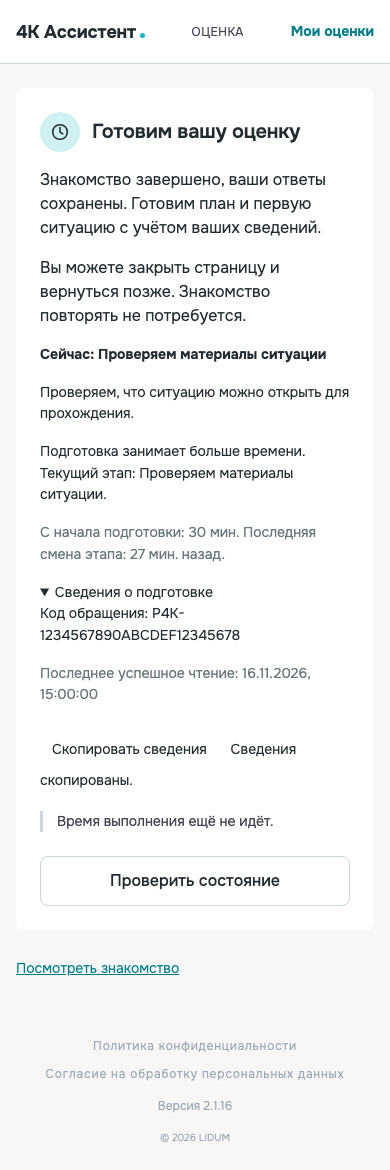 4K Ассистент
ОЦЕНКА
Мои оценки
Готовим вашу оценку
Знакомство завершено, ваши ответы
сохранены. Готовим план и первую
ситуацию с учётом ваших сведений.
Вы можете закрыть страницу и
вернуться позже. Знакомство
повторять не потребуется.
Сейчас: Проверяем материалы ситуации
Проверяем, что ситуацию можно открыть для
прохождения.
Подготовка занимает больше времени.
Текущий этап: Проверяем материалы
ситуации.
С начала подготовки: 30 мин. Последняя
смена этапа: 27 мин. назад.
▼ Сведения о подготовке
Код обращения: P4K-
1234567890ABCDEF12345678
Последнее успешное чтение: 16.11.2026,
15:00:00
Скопировать сведения Сведения
скопированы.
Время выполнения ещё не идёт.
Проверить состояние
Посмотреть знакомство
Политика конфиденциальности
Согласие на обработку персональных данных
Версия 2.1.16
© 2026 LIDUM